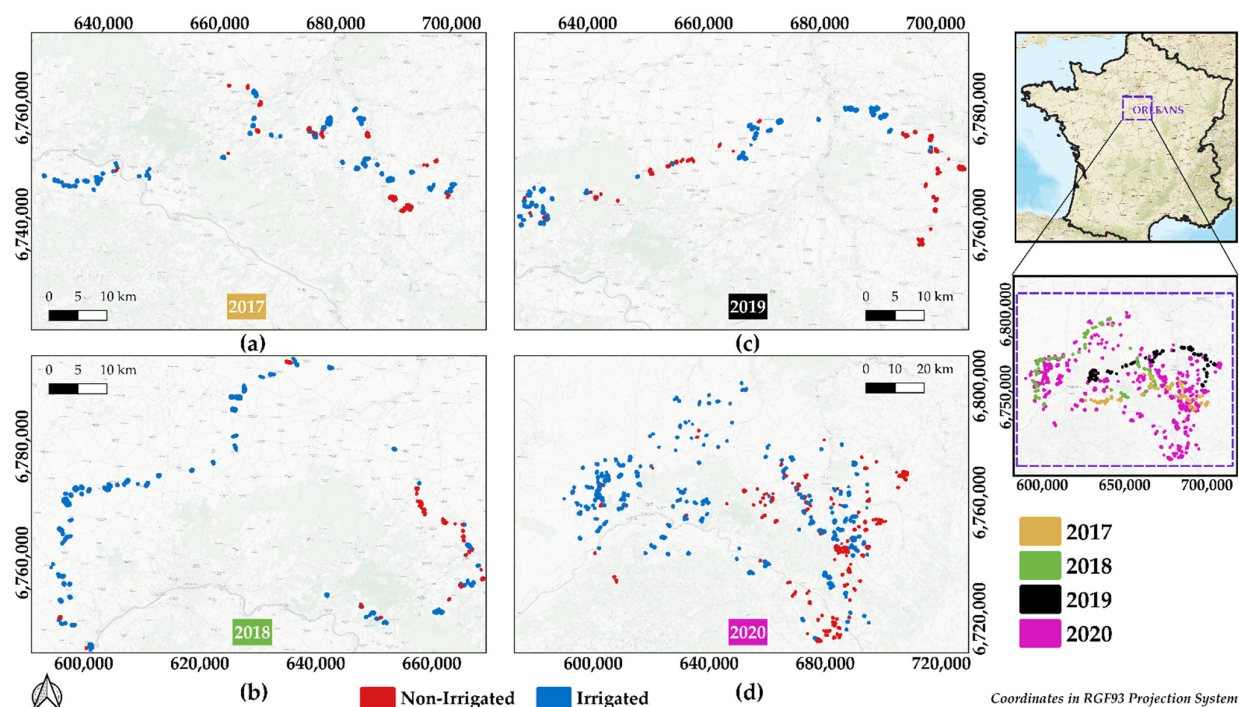 640,000 660,000 680,000 700,000
6,760,000
6,740,000
0 5 10 km
2017
(a)
640,000 660,000 680,000 700,000
6,780,000
6,760,000
0 5 10 km
2019
(c)
0 5 10 km
6,780,000
6,760,000
2018
600,000 620,000 640,000 660,000
(b)
0 10 20 km
6,800,000
6,780,000
6,760,000
6,720,000
2020
600,000 640,000 680,000 720,000
(d)
Non-Irrigated
Irrigated
ORLEANS
6,800,000
6,750,000
600,000 650,000 700,000
2017
2018
2019
2020
Coordinates in RGF93 Projection System